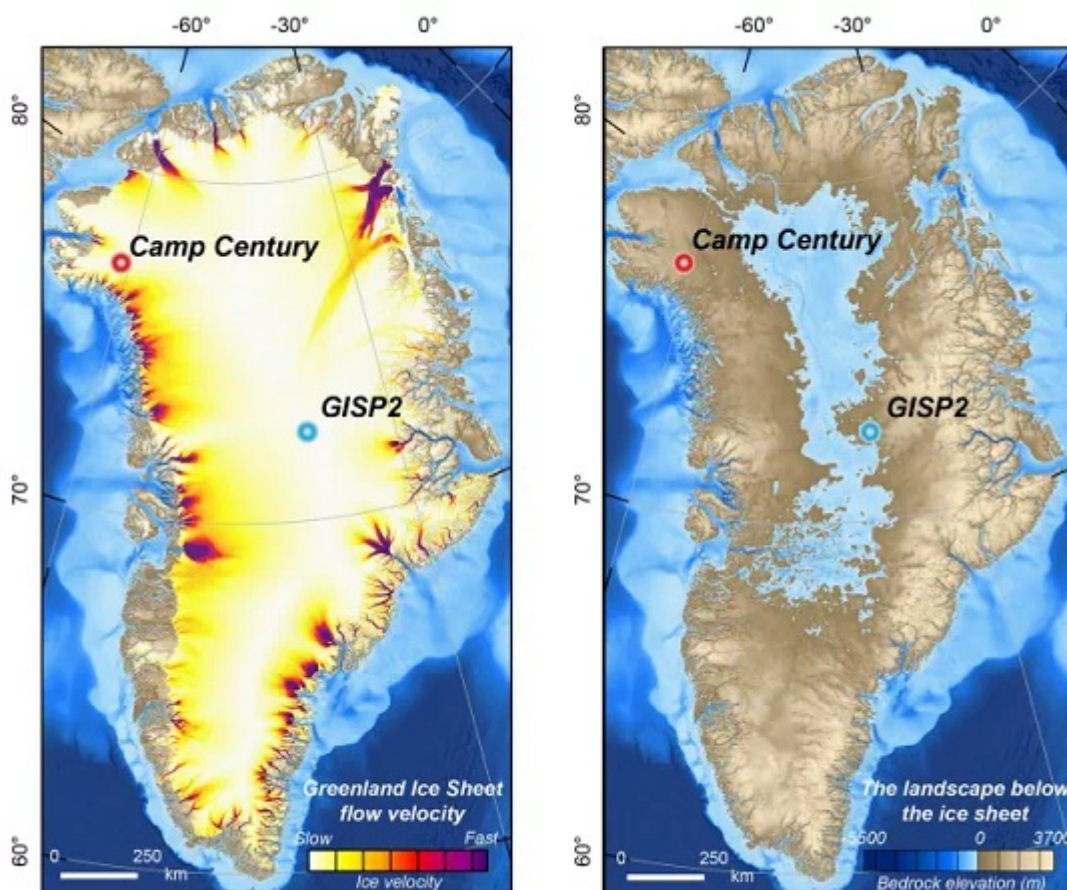 -60° -30° 0°
80°
70°
60°
Camp Century
GISP2
Greenland Ice Sheet
flow velocity
Slow Fast
Ice velocity
0 250
km
-60° -30° 0°
80°
70°
60°
Camp Century
GISP2
The landscape below
the ice sheet
-5500 0 3700
Bedrock elevation (m)
0 250
km